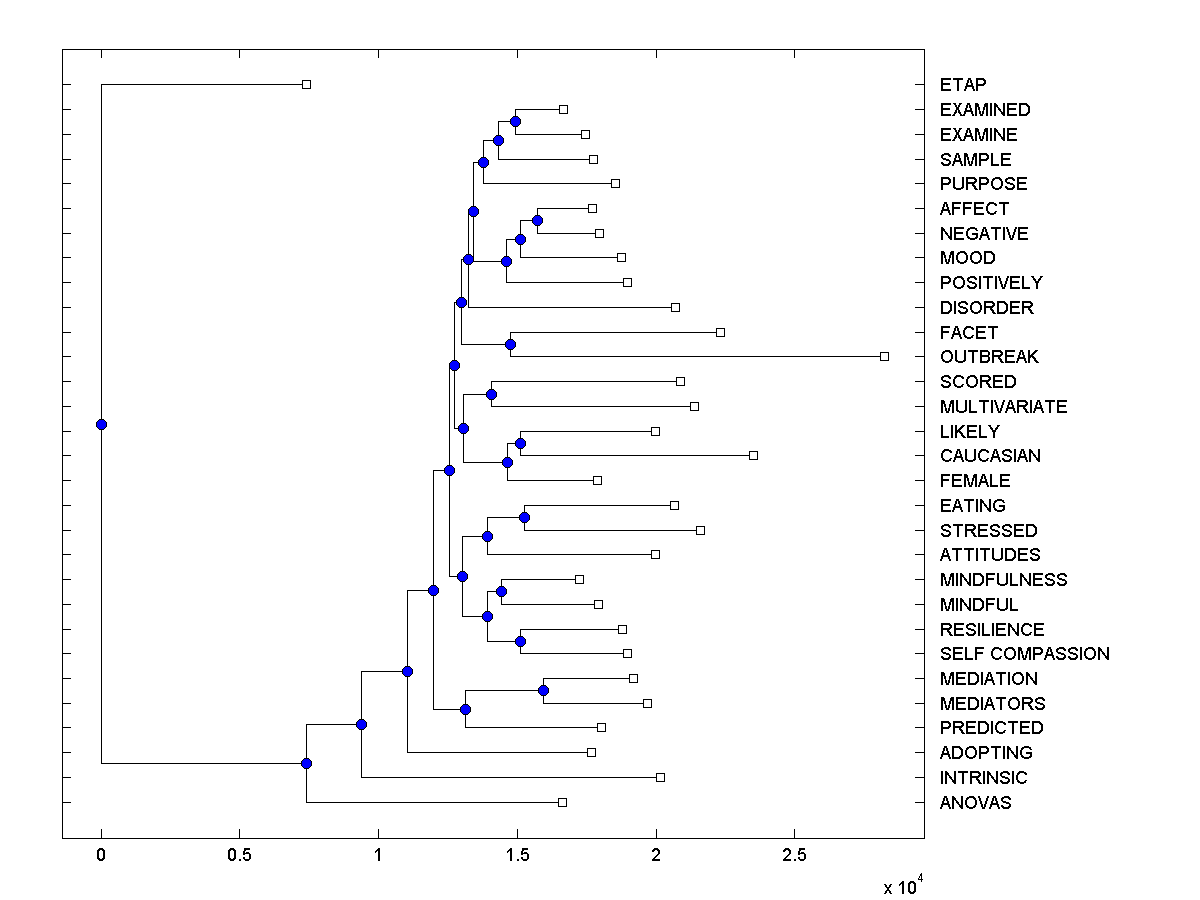 ETAP
EXAMINED
EXAMINE
SAMPLE
PURPOSE
AFFECT
NEGATIVE
MOOD
POSITIVELY
DISORDER
FACET
OUTBREAK
SCORED
MULTIVARIATE
LIKELY
CAUCASIAN
FEMALE
EATING
STRESSED
ATTITUDES
MINDFULNESS
MINDFUL
RESILIENCE
SELF COMPASSION
MEDIATION
MEDIATORS
PREDICTED
ADOPTING
INTRINSIC
ANOVAS
0 0.5 1 1.5 2 2.5
x 10^4